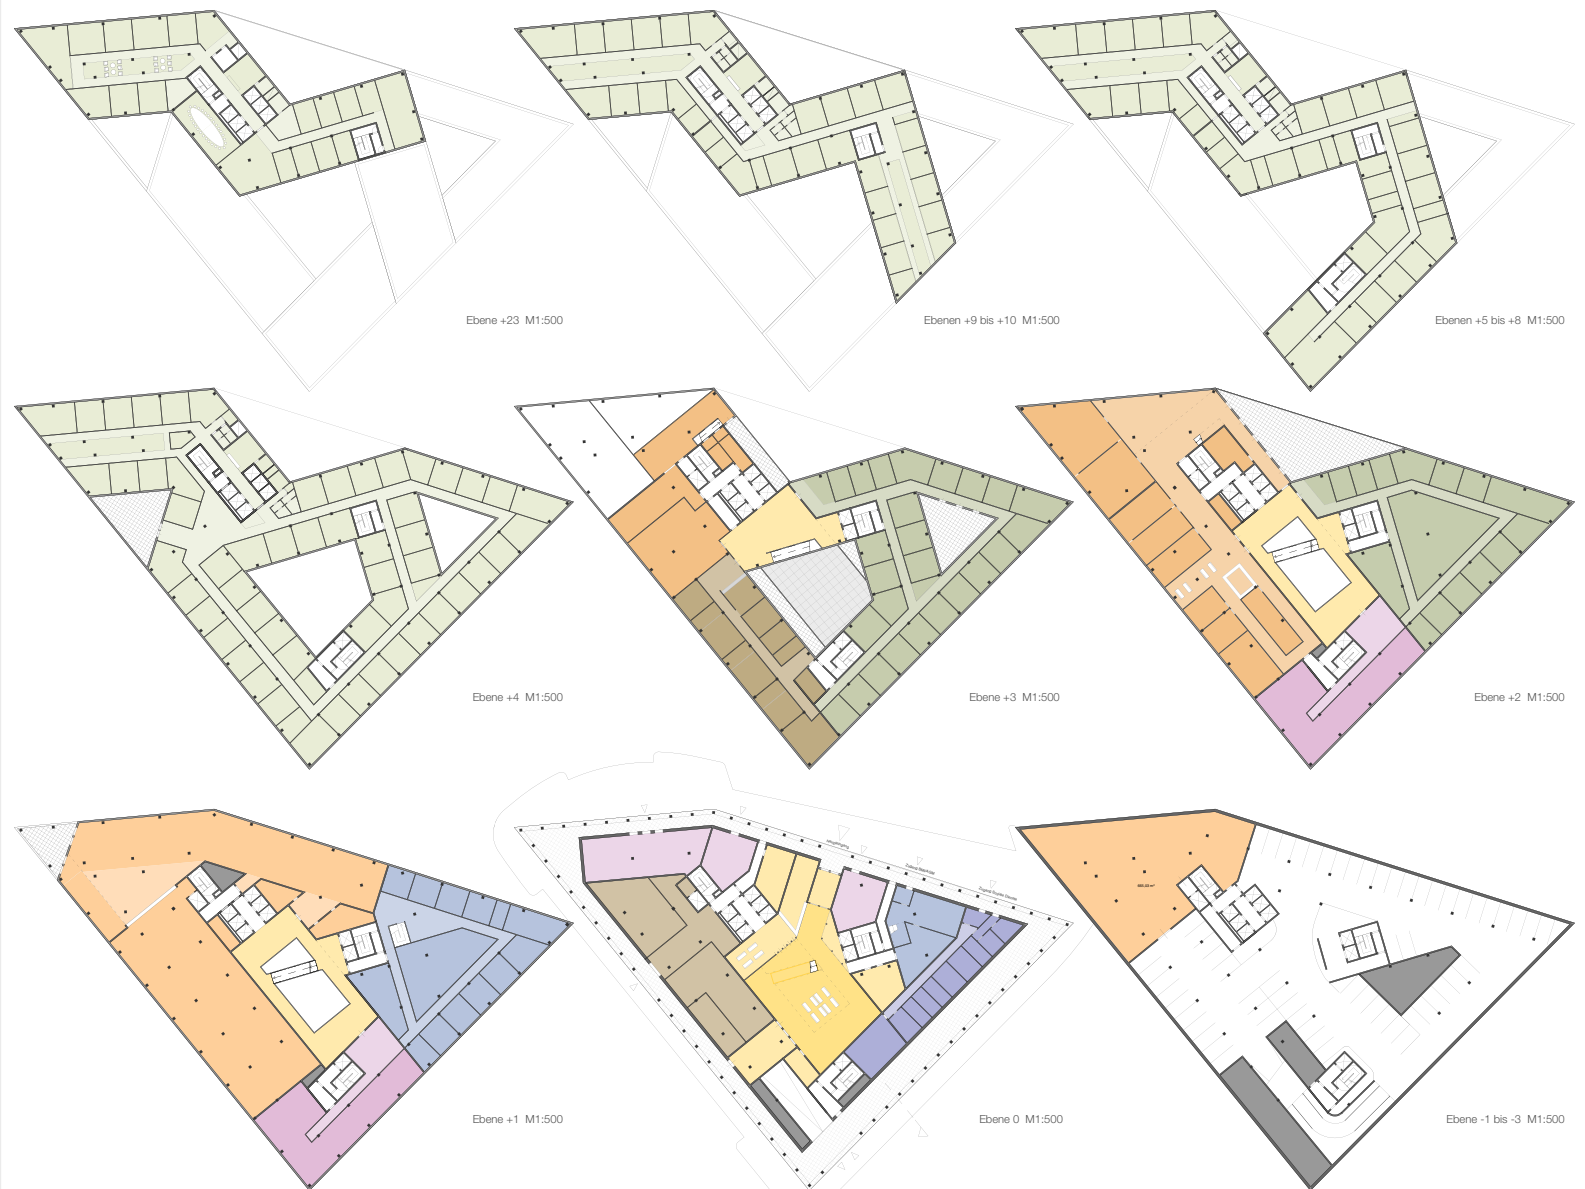 Ebene +23  M1:500
Ebenen +9 bis +10  M1:500
Ebenen +5 bis +8  M1:500
Ebene +4  M1:500
Ebene +3  M1:500
Ebene +2  M1:500
Ebene +1  M1:500
Ebene 0  M1:500
Ebene -1 bis -3  M1:500